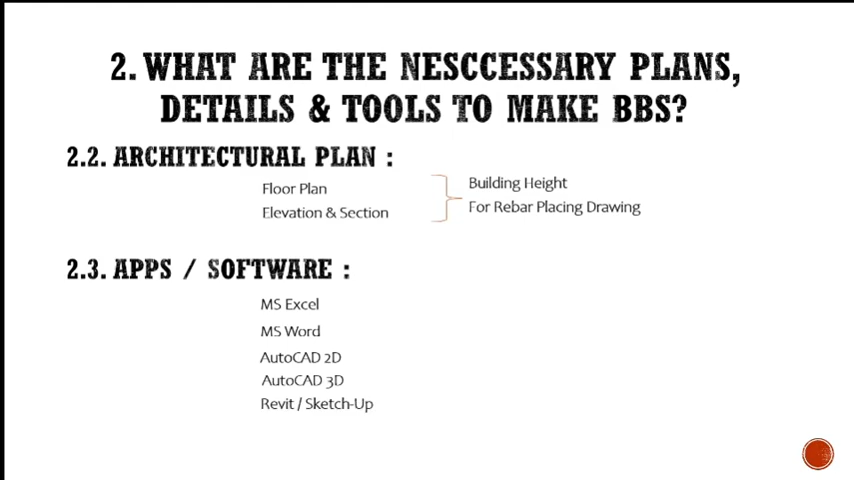 2. WHAT ARE THE NESCCESSARY PLANS,
DETAILS & TOOLS TO MAKE BBS?
2.2. ARCHITECTURAL PLAN :
Floor Plan
Elevation & Section
Building Height
For Rebar Placing Drawing
2.3. APPS / SOFTWARE :
MS Excel
MS Word
AutoCAD 2D
AutoCAD 3D
Revit / Sketch-Up